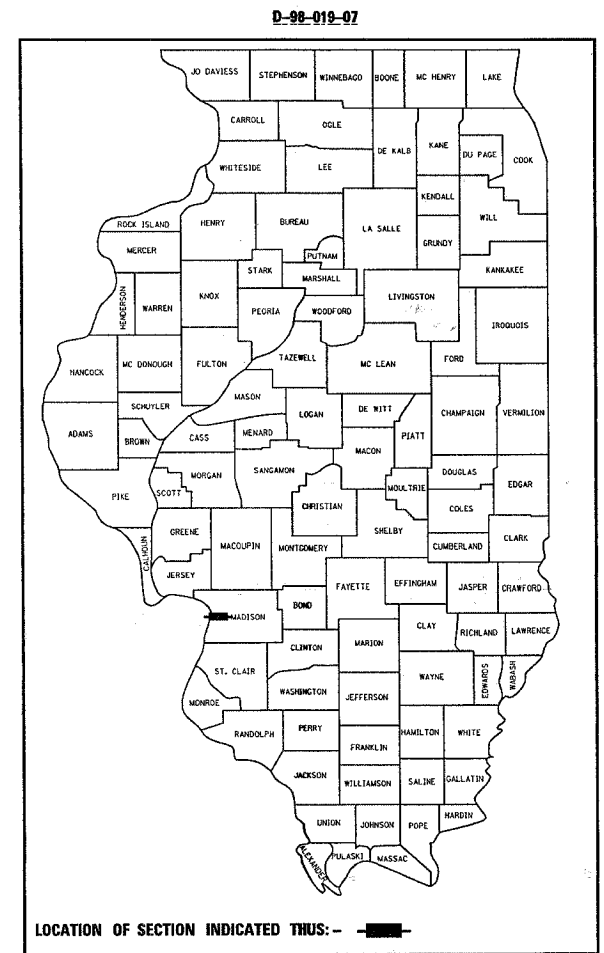 D-98-019-07
JO DAVIESS STEPHENSON WINNEBAGO BOONE MC HENRY LAKE
CARROLL OGLE DE KALB KANE DU PAGE COOK
WHITESIDE LEE KENDALL WILL
ROCK ISLAND HENRY BUREAU LA SALLE GRUNDY
MERCER PUTNAM KANKAKEE
HENDERSON WARREN KNOX STARK MARSHALL LIVINGSTON
PEORIA WOODFORD IROQUOIS
HANCOCK MC DONOUGH FULTON TAZEWELL MC LEAN FORD
MASON
SCHUYLER LOGAN DE WITT CHAMPAIGN VERMILION
ADAMS BROWN CASS MENARD PIATT
MACON
PIKE SCOTT MORGAN SANGAMON MOULTRIE DOUGLAS EDGAR
CHRISTIAN COLES
GREENE SHELBY
CALHOUN MACOUPIN MONTGOMERY CUMBERLAND CLARK
JERSEY FAYETTE EFFINGHAM JASPER CRAWFORD
MADISON BOND CLAY RICHLAND LAWRENCE
CLINTON MARION
ST. CLAIR WAYNE EDWARDS WABASH
WASHINGTON JEFFERSON
MONROE
RANDOLPH PERRY HAMILTON WHITE
FRANKLIN
JACKSON WILLIAMSON SALINE GALLATIN
UNION JOHNSON POPE HARDIN
ALEXANDER PULASKI MASSAC
LOCATION OF SECTION INDICATED THUS: -